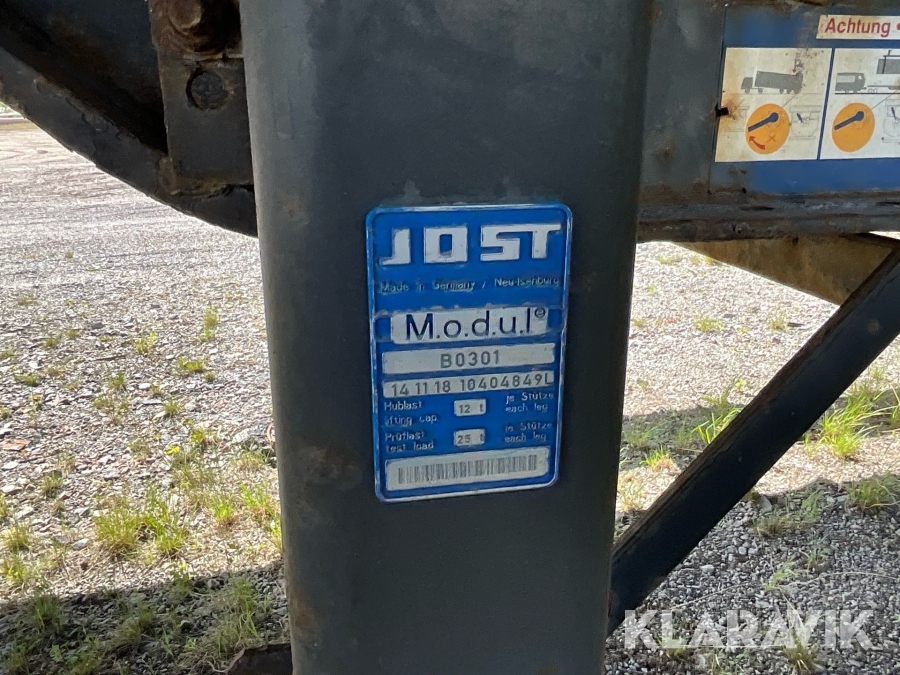 Achtung
JOST
Made in Germany / Neu-Isenburg
M.o.d.u.l®
B0301
14 11 18 10404849L
Hublast 12 t je Stütze
lifting cap. each leg
Prüflast 25 t je Stütze
test load each leg
KLARAVIK